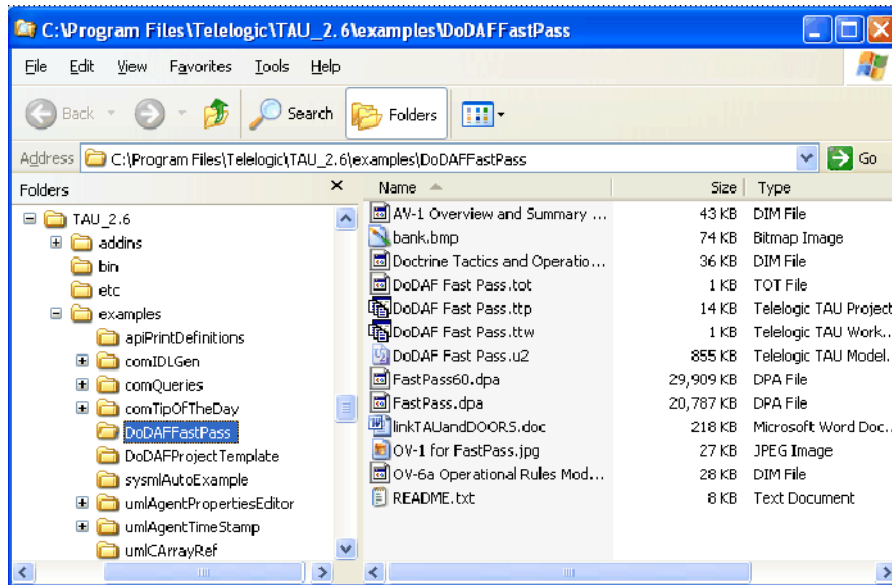 C:\Program Files\Telelogic\TAU_2.6\examples\DoDAFFastPass
File Edit View Favorites Tools Help
Back Search Folders
Address C:\Program Files\Telelogic\TAU_2.6\examples\DoDAFFastPass Go
Folders × Name Size Type
TAU_2.6
addins
bin
etc
examples
apiPrintDefinitions
comIDLGen
comQueries
comTipOfTheDay
DoDAFFastPass
DoDAFProjectTemplate
sysmlAutoExample
umlAgentPropertiesEditor
umlAgentTimeStamp
umlCArrayRef
AV-1 Overview and Summary ... 43 KB DIM File
bank.bmp 74 KB Bitmap Image
Doctrine Tactics and Operatio... 36 KB DIM File
DoDAF Fast Pass.tot 1 KB TOT File
DoDAF Fast Pass.ttp 14 KB Telelogic TAU Project
DoDAF Fast Pass.ttw 1 KB Telelogic TAU Work...
DoDAF Fast Pass.u2 855 KB Telelogic TAU Model.
FastPass60.dpa 29,909 KB DPA File
FastPass.dpa 20,787 KB DPA File
linkTAUandDOORS.doc 218 KB Microsoft Word Doc...
OV-1 for FastPass.jpg 27 KB JPEG Image
OV-6a Operational Rules Mod... 28 KB DIM File
README.txt 8 KB Text Document